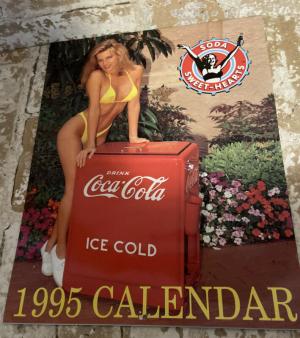 SODA
SWEET-HEARTS
DRINK
Coca-Cola
ICE COLD
1995 CALENDAR